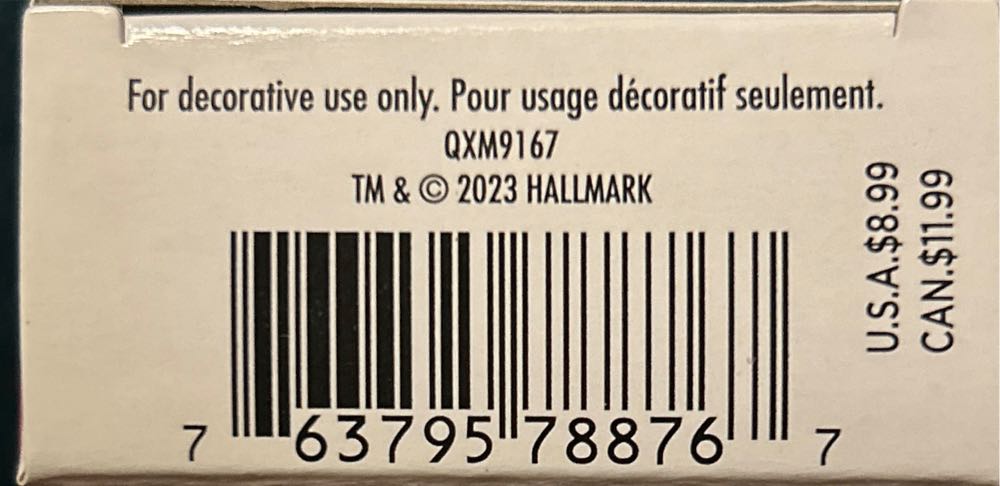 For decorative use only. Pour usage décoratif seulement.
QXM9167
TM & © 2023 HALLMARK
U.S.A.$8.99
CAN.$11.99
7 63795 78876 7